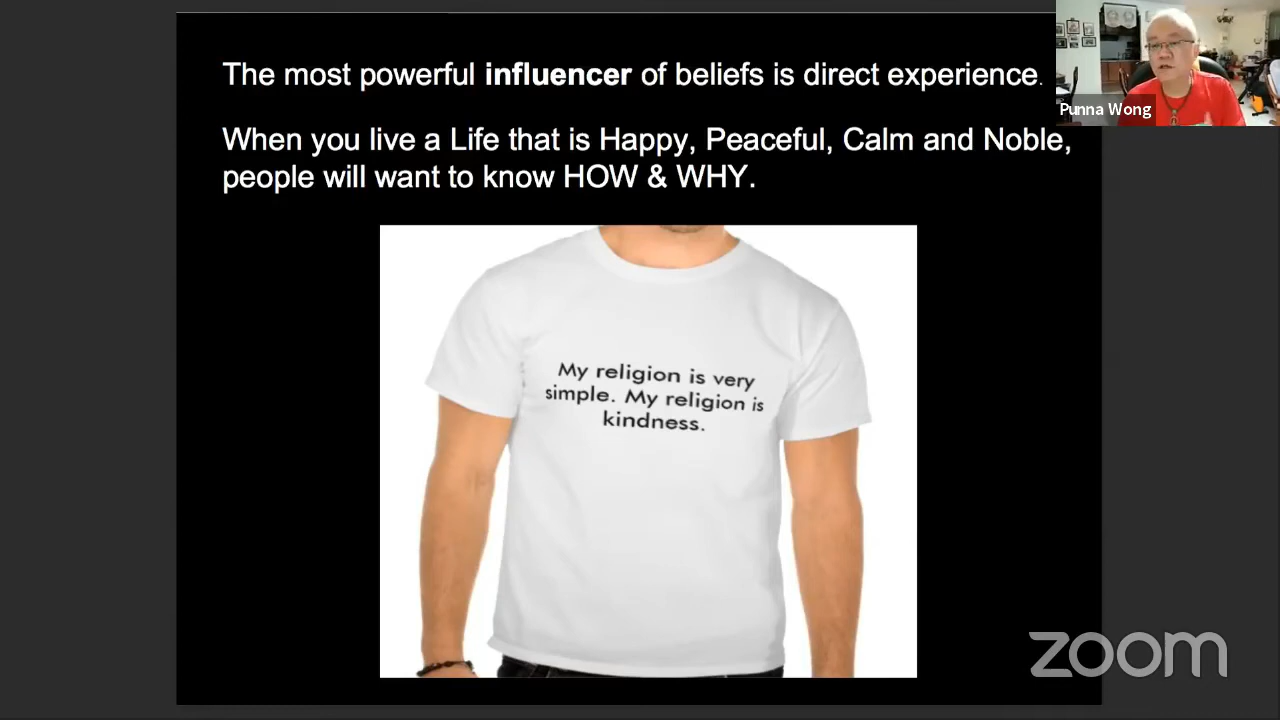 The most powerful influencer of beliefs is direct experience.
When you live a Life that is Happy, Peaceful, Calm and Noble,
people will want to know HOW & WHY.
Punna Wong
My religion is very
simple. My religion is
kindness.
zoom